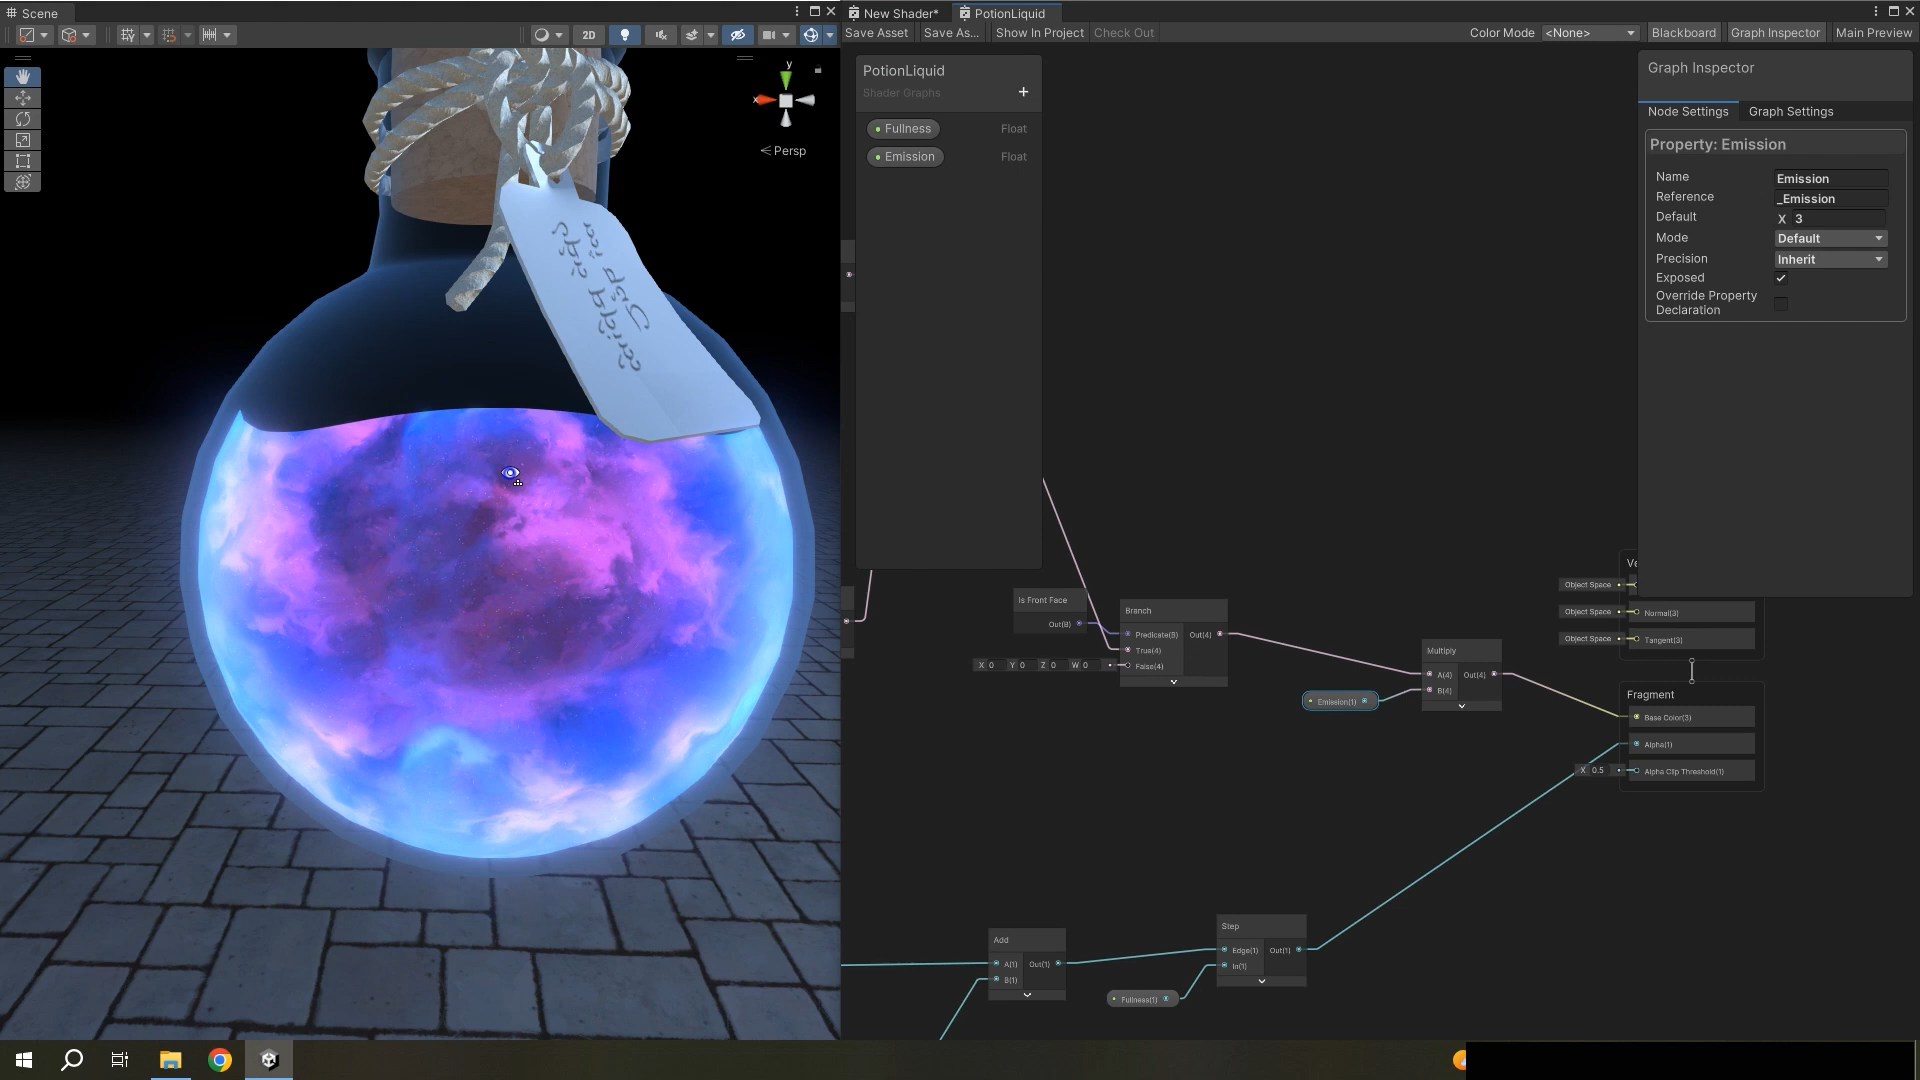 Scene
New Shader*
PotionLiquid
2D
Save Asset
Save As...
Show In Project
Check Out
Color Mode
<None>
Blackboard
Graph Inspector
Main Preview
y
x
Persp
PotionLiquid
Shader Graphs
+
Fullness
Float
Emission
Float
Graph Inspector
Node Settings
Graph Settings
Property: Emission
Name
Emission
Reference
_Emission
Default
X 3
Mode
Default
Precision
Inherit
Exposed
Override Property
Declaration
Is Front Face
Out(B)
Branch
Predicate(B)
Out(4)
True(4)
False(4)
X 0 Y 0 Z 0 W 0
Multiply
A(4)
Out(4)
B(4)
Emission(1)
Ve
Object Space
Object Space
Normal(3)
Object Space
Tangent(3)
Fragment
Base Color(3)
Alpha(1)
X 0.5
Alpha Clip Threshold(1)
Add
A(1)
Out(1)
B(1)
Step
Edge(1)
Out(1)
In(1)
Fullness(1)